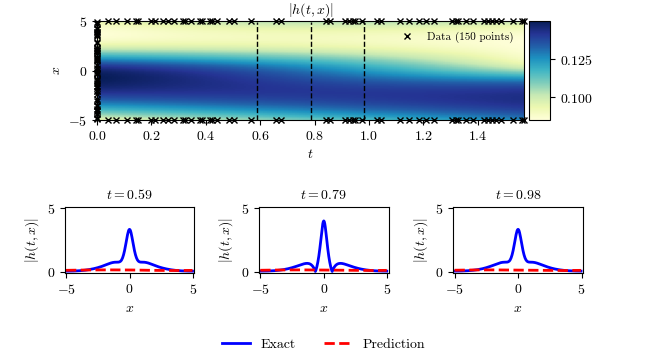 |h(t, x)|
5
0
−5
x
Data (150 points)
0.125
0.100
0.0 0.2 0.4 0.6 0.8 1.0 1.2 1.4
t
t = 0.59 t = 0.79 t = 0.98
5 5 5
|h(t, x)| |h(t, x)| |h(t, x)|
0 0 0
−5 0 5 −5 0 5 −5 0 5
x x x
Exact Prediction